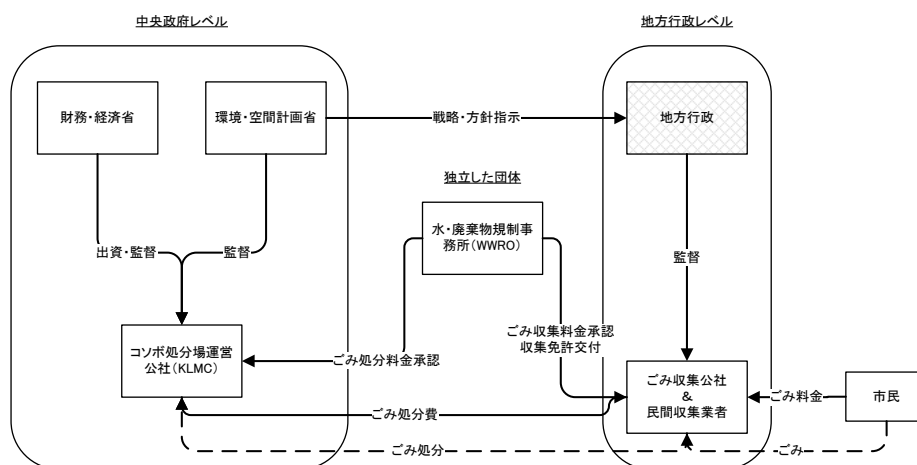 中央政府レベル
地方行政レベル
財務・経済省
環境・空間計画省
戦略・方針指示
地方行政
独立した団体
水・廃棄物規制事
務所(WWRO)
出資・監督
監督
監督
ごみ収集料金承認
収集免許交付
コソボ処分場運営
公社(KLMC)
ごみ処分料金承認
ごみ収集公社
&
民間収集業者
ごみ料金
市民
ごみ処分費
ごみ処分
ごみ